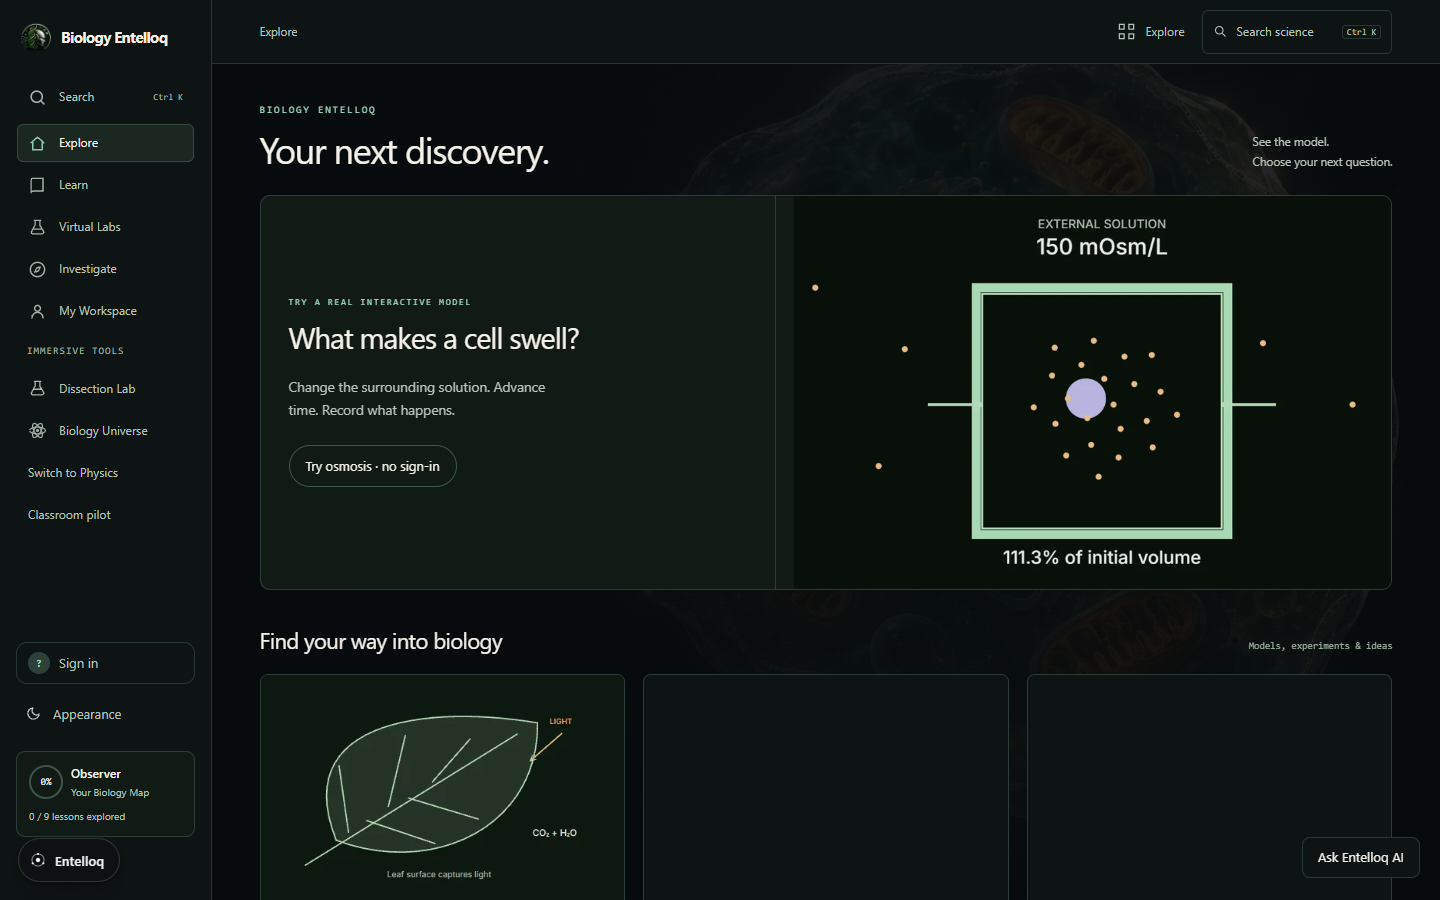 Biology Entelloq
Search
Ctrl K
Explore
Learn
Virtual Labs
Investigate
My Workspace
IMMERSIVE TOOLS
Dissection Lab
Biology Universe
Switch to Physics
Classroom pilot
?
Sign in
Appearance
0%
Observer
Your Biology Map
0 / 9 lessons explored
Entelloq
Explore
Explore
Search science
Ctrl K
BIOLOGY ENTELLOQ
Your next discovery.
See the model.
Choose your next question.
TRY A REAL INTERACTIVE MODEL
What makes a cell swell?
Change the surrounding solution. Advance
time. Record what happens.
Try osmosis · no sign-in
EXTERNAL SOLUTION
150 mOsm/L
111.3% of initial volume
Find your way into biology
Models, experiments & ideas
LIGHT
CO₂ + H₂O
Leaf surface captures light
Ask Entelloq AI